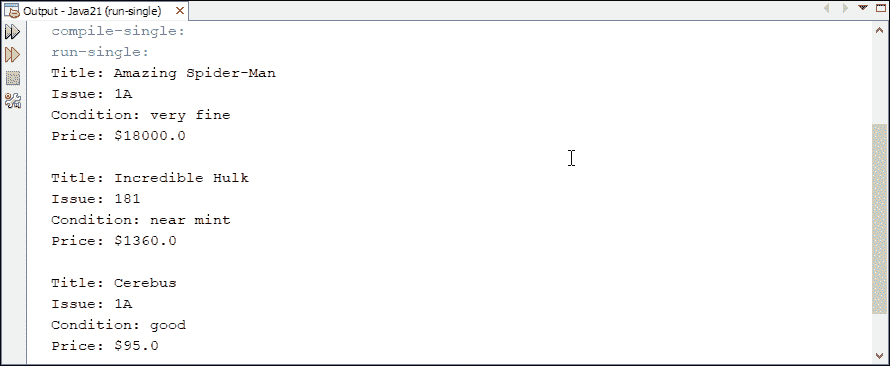 Output - Java21 (run-single)
compile-single:
run-single:
Title: Amazing Spider-Man
Issue: 1A
Condition: very fine
Price: $18000.0
Title: Incredible Hulk
Issue: 181
Condition: near mint
Price: $1360.0
Title: Cerebus
Issue: 1A
Condition: good
Price: $95.0